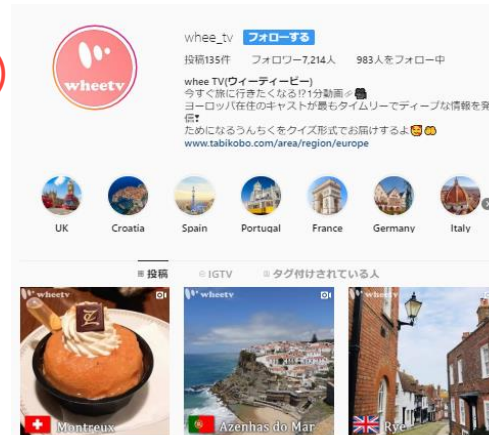 whee_tv フォローする
投稿135件 フォロワー7,214人 983人をフォロー中
wheetv
whee TV(ウィーティービー)
今すぐ旅に行きたくなる!?1分動画
ヨーロッパ在住のキャストが最もタイムリーでディープな情報を発
信❣
ためになるうんちくをクイズ形式でお届けするよ🥰🤲
www.tabikobo.com/area/region/europe
UK Croatia Spain Portugal France Germany Italy
投稿 IGTV タグ付けされている人
wheetv wheetv wheetv
Montreux Azenhas do Mar Rye